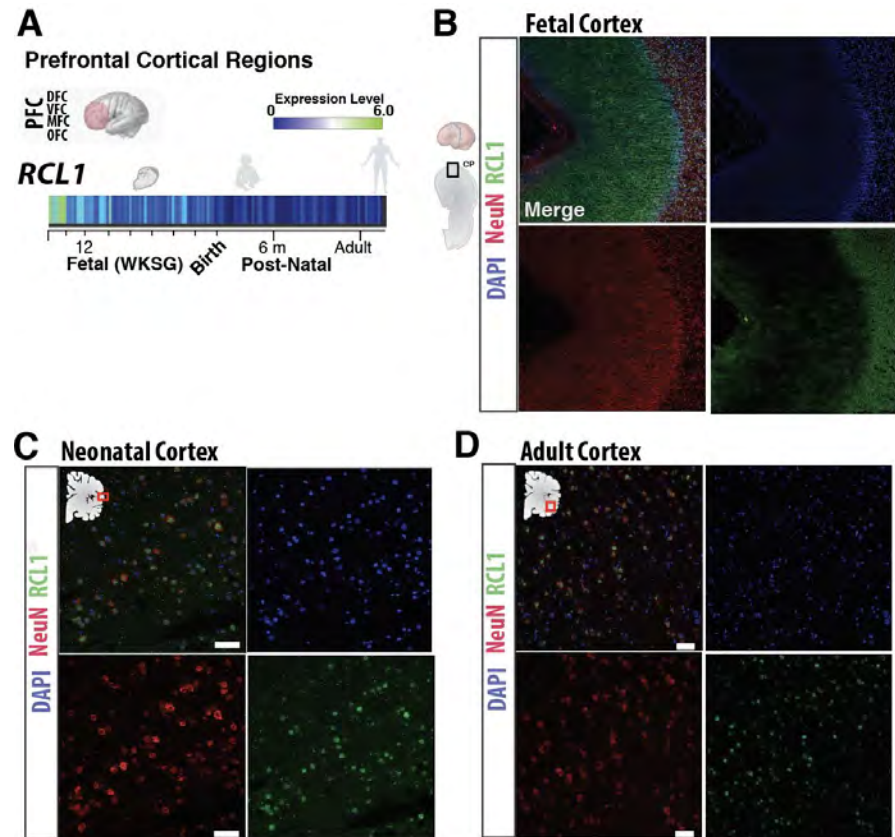 A
Prefrontal Cortical Regions
PFC
DFC
VFC
MFC
OFC
Expression Level
0 6.0
RCL1
12 6 m Adult
Fetal (WKSG) Birth Post-Natal
B Fetal Cortex
CP
DAPI NeuN RCL1
Merge
C Neonatal Cortex
DAPI NeuN RCL1
D Adult Cortex
DAPI NeuN RCL1